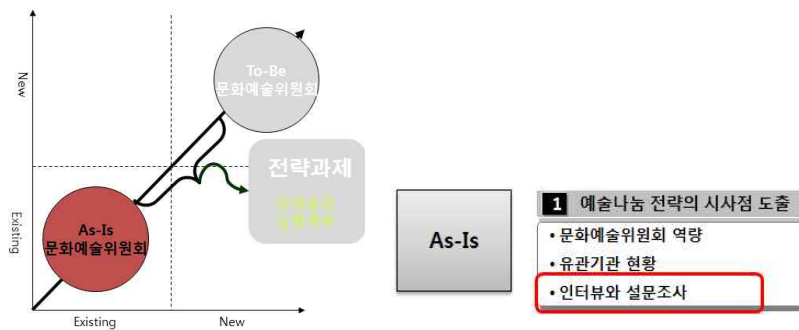 New
Existing
To-Be
문화예술위원회
전략과제
As-Is
문화예술위원회
Existing
New
As-Is
1 예술나눔 전략의 시사점 도출
• 문화예술위원회 역량
• 유관기관 현황
• 인터뷰와 설문조사